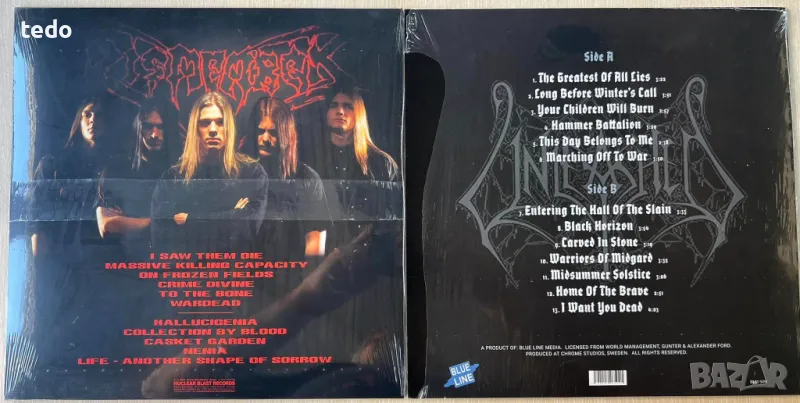 tedo
DISMEMBER
I SAW THEM DIE
MASSIVE KILLING CAPACITY
ON FROZEN FIELDS
CRIME DIVINE
TO THE BONE
WARDEAD
HALLUCIGENIA
COLLECTION BY BLOOD
CASKET GARDEN
NENIA
LIFE - ANOTHER SHAPE OF SORROW
NUCLEAR BLAST RECORDS
UNLEASHED
Side A
1. The Greatest Of All Lies
2. Long Before Winter's Call
3. Your Children Will Burn
4. Hammer Battalion
5. This Day Belongs To Me
6. Marching Off To War
Side B
7. Entering The Hall Of The Slain
8. Black Horizon
9. Carved In Stone
10. Warriors Of Midgard
11. Midsummer Solstice
12. Home Of The Brave
13. I Want You Dead
A PRODUCT OF: BLUE LINE MEDIA. LICENSED FROM WORLD MANAGEMENT, GUNTER & ALEXANDER FORD.
PRODUCED AT CHROME STUDIOS, SWEDEN. ALL RIGHTS RESERVED.
BLUE
LINE
BAZAR